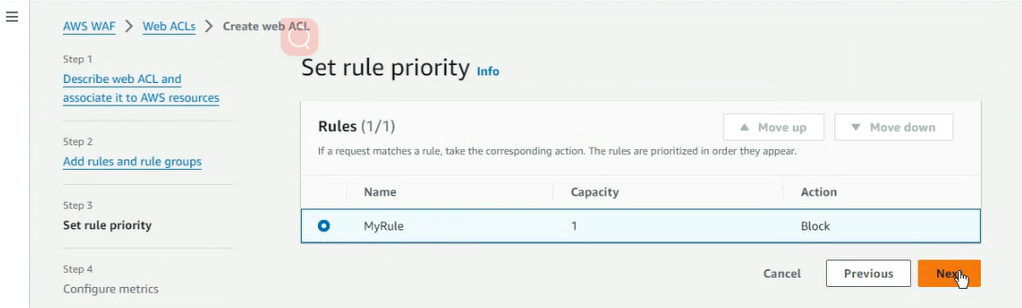 AWS WAF > Web ACLs > Create web ACL
Step 1
Describe web ACL and
associate it to AWS resources
Step 2
Add rules and rule groups
Step 3
Set rule priority
Step 4
Configure metrics
Set rule priority Info
Rules (1/1)
▲ Move up
▼ Move down
If a request matches a rule, take the corresponding action. The rules are prioritized in order they appear.
Name Capacity Action
MyRule 1 Block
Cancel Previous Next